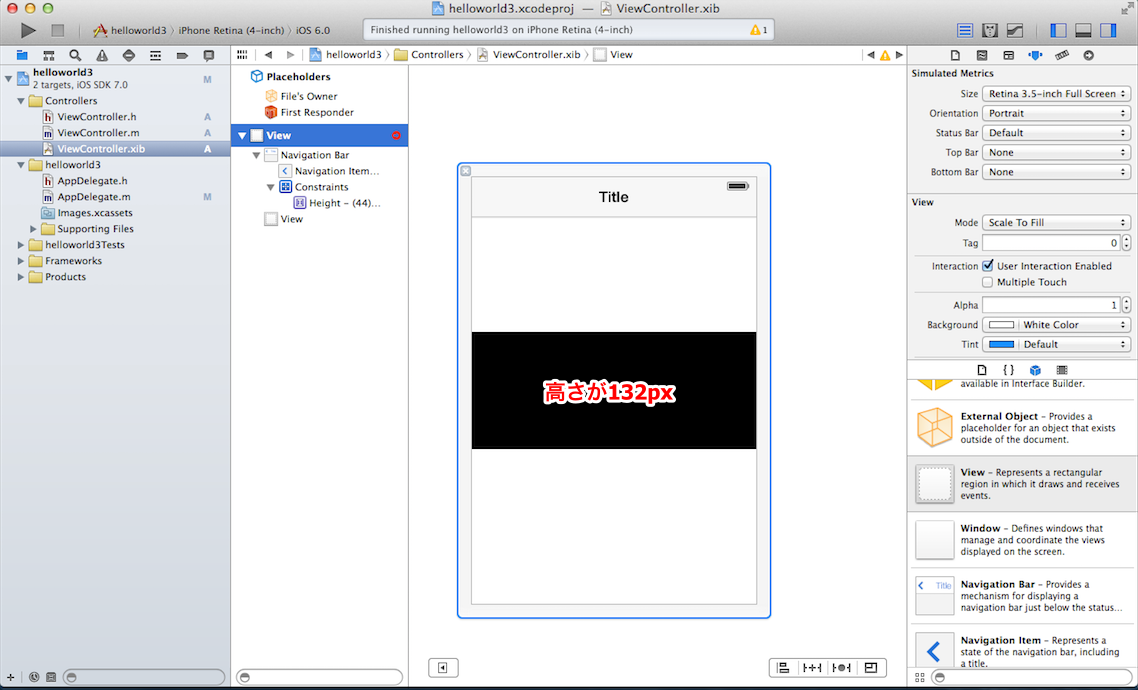 helloworld3.xcodeproj — ViewController.xib
helloworld3 〉 iPhone Retina (4-inch) 〉 iOS 6.0
Finished running helloworld3 on iPhone Retina (4-inch)
1
helloworld3 〉 Controllers 〉 ViewController.xib 〉 View
helloworld3
2 targets, iOS SDK 7.0
M
Controllers
ViewController.h
A
ViewController.m
A
ViewController.xib
A
helloworld3
AppDelegate.h
AppDelegate.m
M
Images.xcassets
Supporting Files
helloworld3Tests
Frameworks
Products
Placeholders
File's Owner
First Responder
View
Navigation Bar
Navigation Item...
Constraints
Height - (44)...
View
Title
高さが132px
Simulated Metrics
Size Retina 3.5-inch Full Screen
Orientation Portrait
Status Bar Default
Top Bar None
Bottom Bar None
View
Mode Scale To Fill
Tag 0
Interaction User Interaction Enabled
Multiple Touch
Alpha 1
Background White Color
Tint Default
available in Interface Builder.
External Object - Provides a
placeholder for an object that exists
outside of the document.
View - Represents a rectangular
region in which it draws and receives
events.
Window - Defines windows that
manage and coordinate the views
displayed on the screen.
Title
Navigation Bar - Provides a
mechanism for displaying a
navigation bar just below the status...
Navigation Item - Represents a
state of the navigation bar, including
a title.